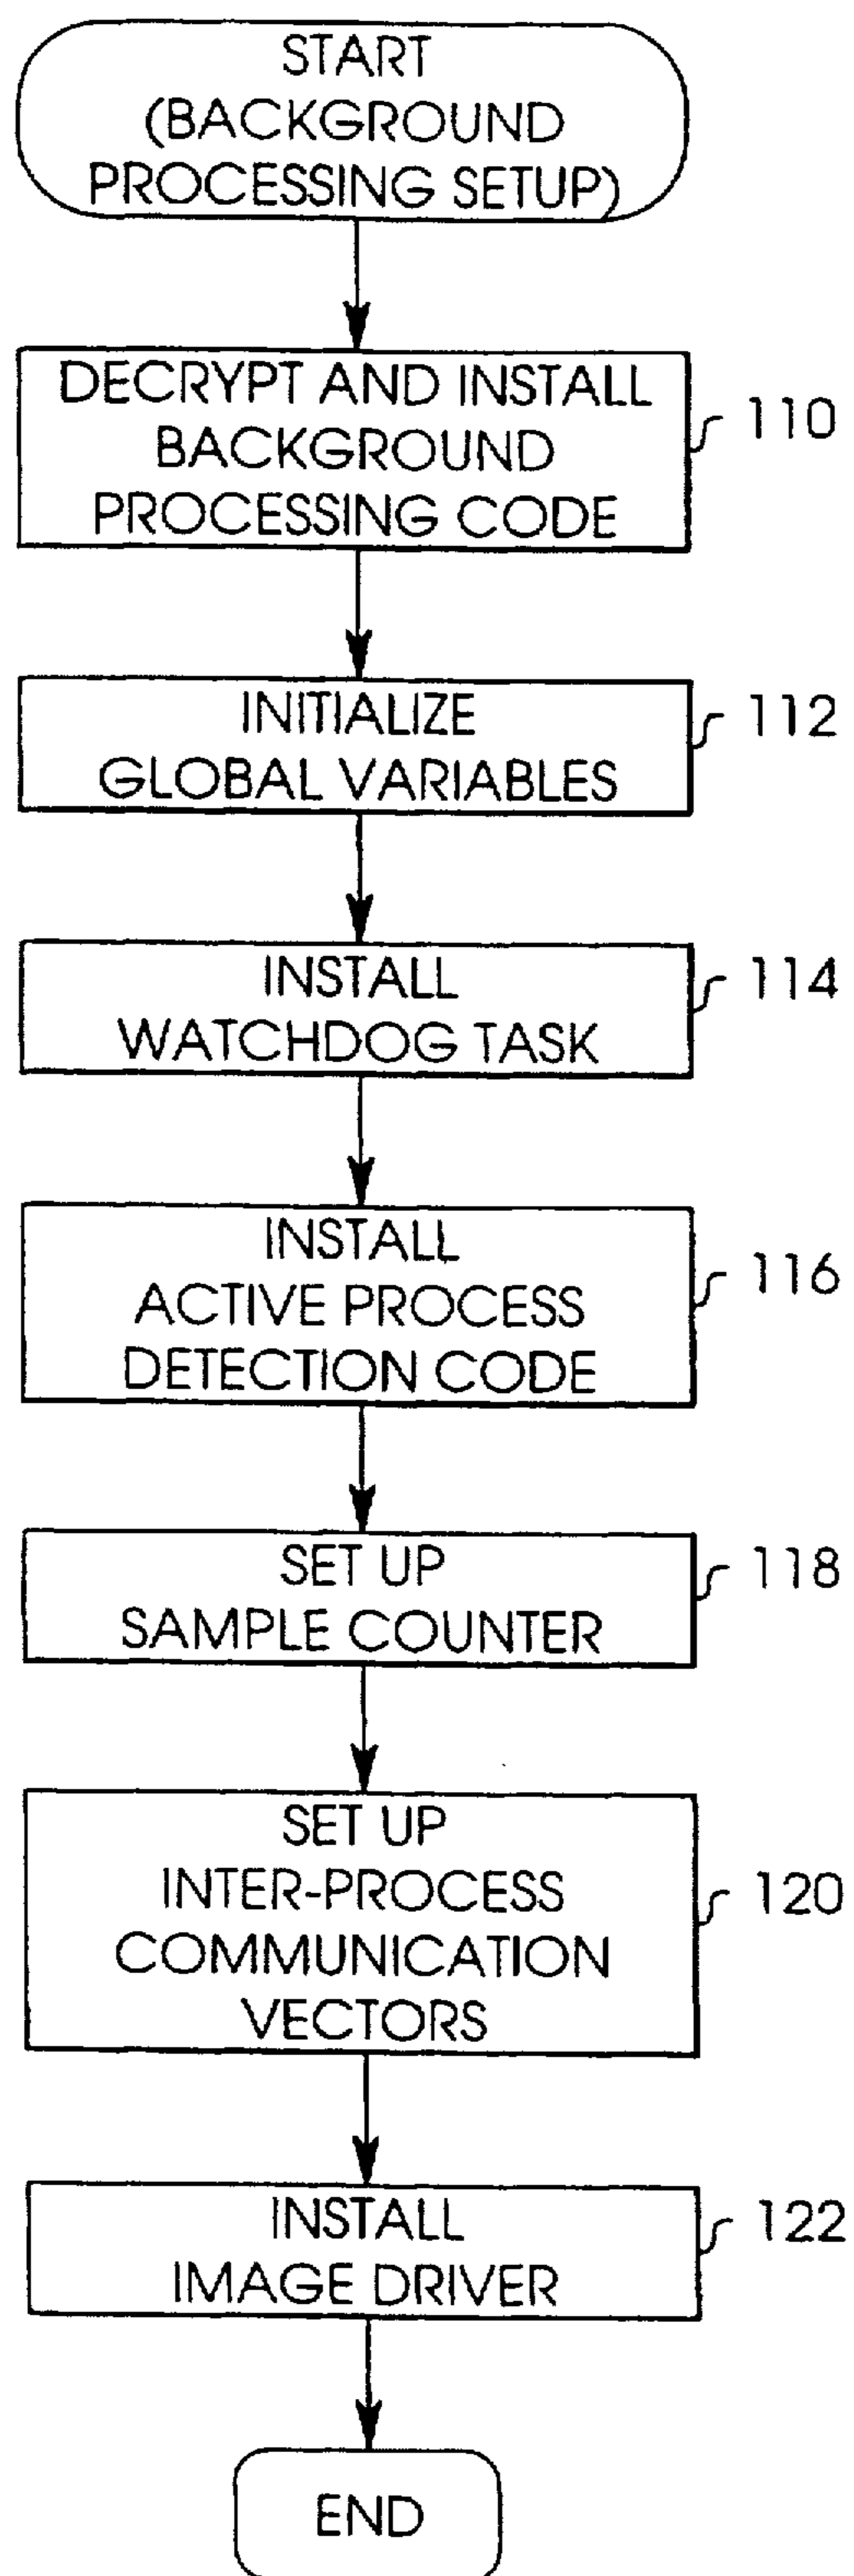 START
(BACKGROUND
PROCESSING SETUP)
DECRYPT AND INSTALL
BACKGROUND
PROCESSING CODE
110
INITIALIZE
GLOBAL VARIABLES
112
INSTALL
WATCHDOG TASK
114
INSTALL
ACTIVE PROCESS
DETECTION CODE
116
SET UP
SAMPLE COUNTER
118
SET UP
INTER-PROCESS
COMMUNICATION
VECTORS
120
INSTALL
IMAGE DRIVER
122
END